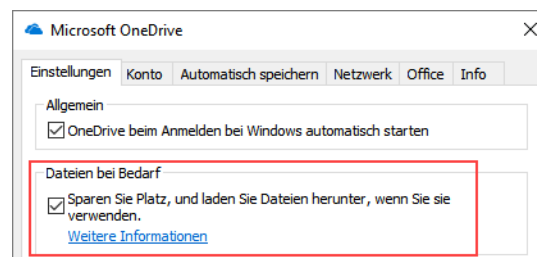 Microsoft OneDrive
Einstellungen Konto Automatisch speichern Netzwerk Office Info
Allgemein
OneDrive beim Anmelden bei Windows automatisch starten
Dateien bei Bedarf
Sparen Sie Platz, und laden Sie Dateien herunter, wenn Sie sie
verwenden.
Weitere Informationen